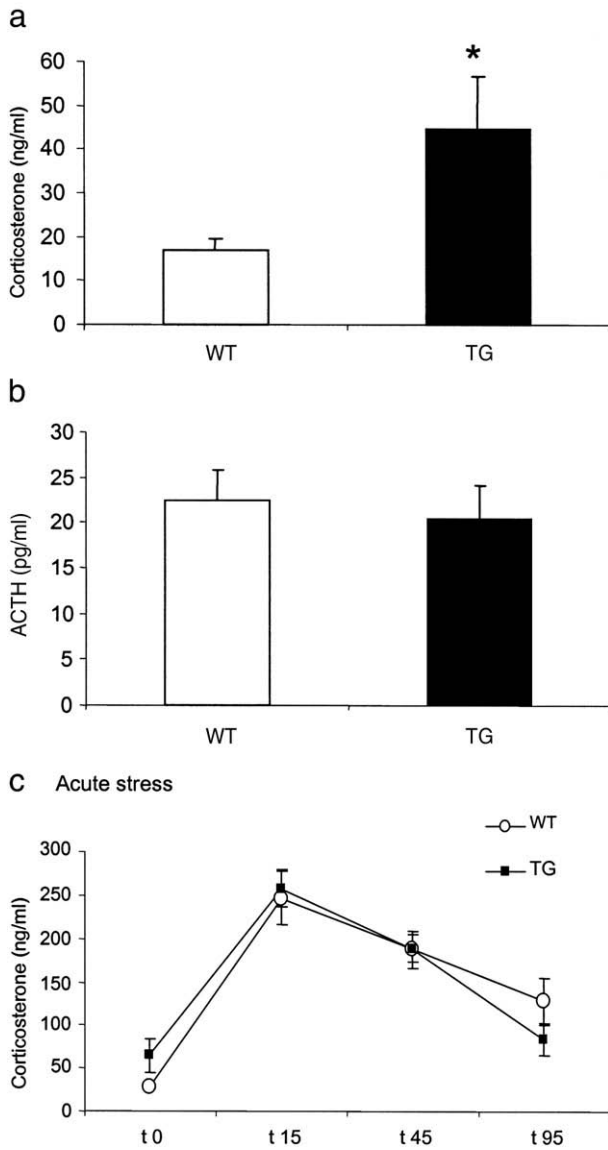 a
Corticosterone (ng/ml)
60
50
40
30
20
10
0
*
WT
TG
b
ACTH (pg/ml)
30
25
20
15
10
5
0
WT
TG
c Acute stress
WT
TG
Corticosterone (ng/ml)
300
250
200
150
100
50
0
t 0
t 15
t 45
t 95